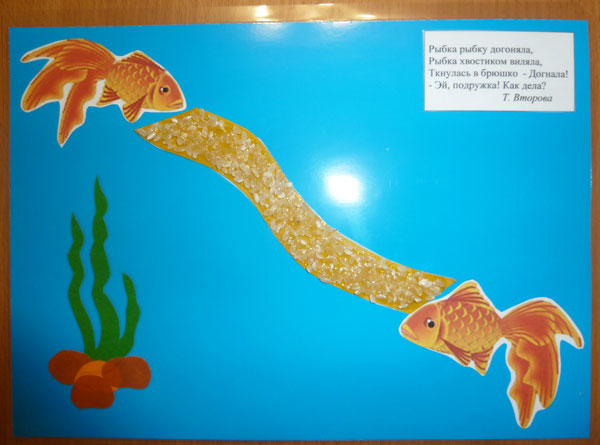 Рыбка рыбку догоняла,
Рыбка хвостиком виляла,
Ткнулась в брюшко - Догнала!
- Эй, подружка! Как дела?
Т. Второва